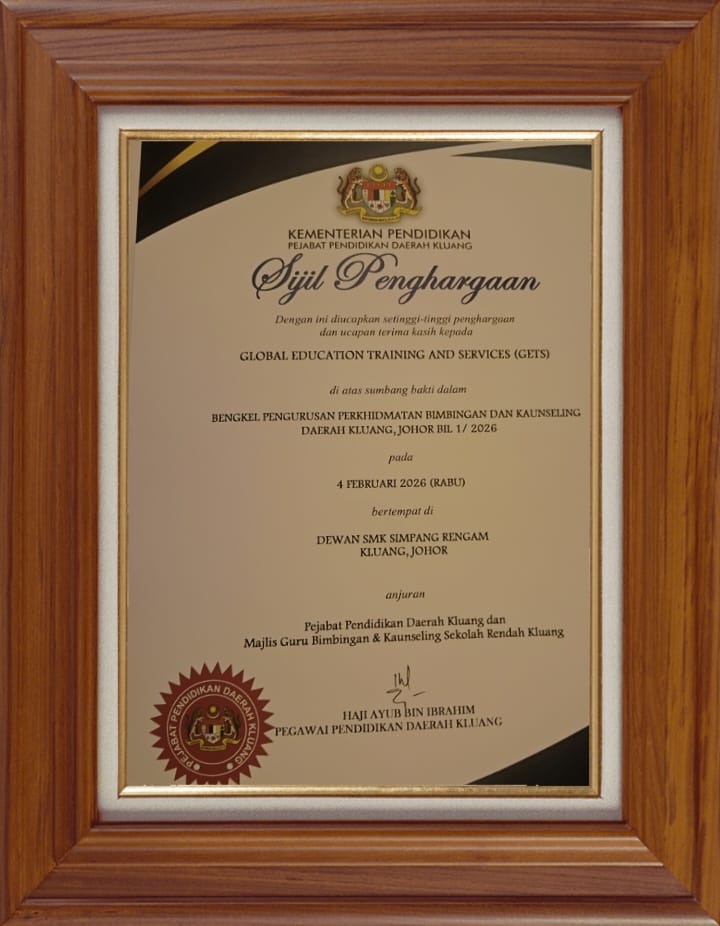 KEMENTERIAN PENDIDIKAN
PEJABAT PENDIDIKAN DAERAH KLUANG
Sijil Penghargaan
Dengan ini diucapkan setinggi-tinggi penghargaan
dan ucapan terima kasih kepada
GLOBAL EDUCATION TRAINING AND SERVICES (GETS)
di atas sumbang bakti dalam
BENGKEL PENGURUSAN PERKHIDMATAN BIMBINGAN DAN KAUNSELING
DAERAH KLUANG, JOHOR BIL 1/ 2026
pada
4 FEBRUARI 2026 (RABU)
bertempat di
DEWAN SMK SIMPANG RENGAM
KLUANG, JOHOR
anjuran
Pejabat Pendidikan Daerah Kluang dan
Majlis Guru Bimbingan & Kaunseling Sekolah Rendah Kluang
HAJI AYUB BIN IBRAHIM
PEGAWAI PENDIDIKAN DAERAH KLUANG
PEJABAT PENDIDIKAN DAERAH KLUANG